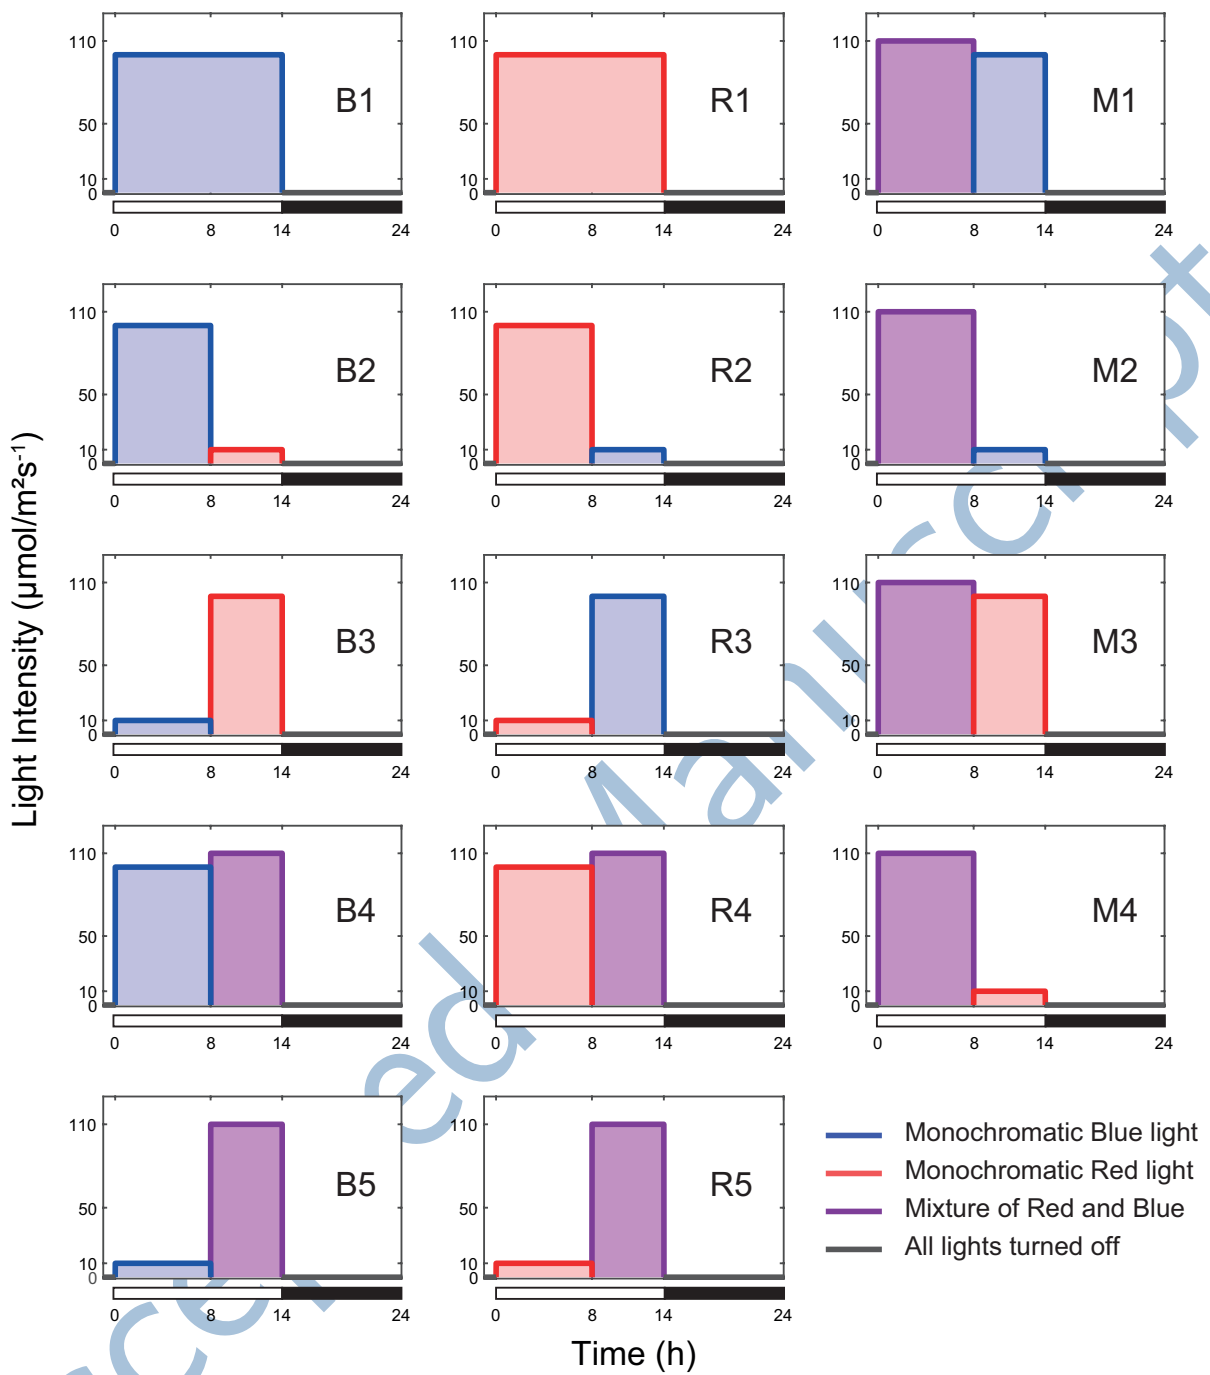 110 50 10 0 B1 0 8 14 24
110 50 10 0 R1 0 8 14 24
110 50 10 0 M1 0 8 14 24
110 50 10 0 B2 0 8 14 24
110 50 10 0 R2 0 8 14 24
110 50 10 0 M2 0 8 14 24
110 50 10 0 B3 0 8 14 24
110 50 10 0 R3 0 8 14 24
110 50 10 0 M3 0 8 14 24
110 50 10 0 B4 0 8 14 24
110 50 10 0 R4 0 8 14 24
110 50 10 0 M4 0 8 14 24
110 50 10 0 B5 0 8 14 24
110 50 10 0 R5 0 8 14 24
Light Intensity (μmol/m²s⁻¹)
Time (h)
Monochromatic Blue light
Monochromatic Red light
Mixture of Red and Blue
All lights turned off
cepted Manuscript